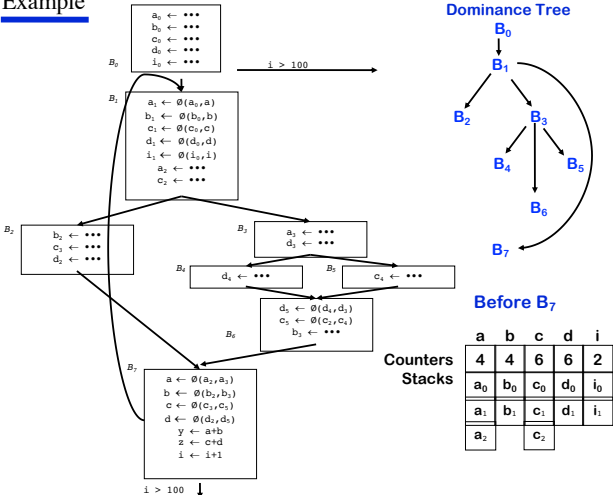 Example
B₀
a₀ ← •••
b₀ ← •••
c₀ ← •••
d₀ ← •••
i₀ ← •••
i > 100
B₁
a₁ ← Ø(a₀,a)
b₁ ← Ø(b₀,b)
c₁ ← Ø(c₀,c)
d₁ ← Ø(d₀,d)
i₁ ← Ø(i₀,i)
a₂ ← •••
c₂ ← •••
B₂
b₂ ← •••
c₃ ← •••
d₂ ← •••
B₃
a₃ ← •••
d₃ ← •••
B₄
d₄ ← •••
B₅
c₄ ← •••
B₆
d₅ ← Ø(d₄,d₃)
c₅ ← Ø(c₂,c₄)
b₃ ← •••
B₇
a ← Ø(a₂,a₃)
b ← Ø(b₂,b₃)
c ← Ø(c₃,c₅)
d ← Ø(d₂,d₅)
y ← a+b
z ← c+d
i ← i+1
i > 100
Dominance Tree
B₀
B₁
B₂ B₃
B₄ B₅
B₆
B₇
Before B₇
a b c d i
Counters 4 4 6 6 2
Stacks a₀ b₀ c₀ d₀ i₀
a₁ b₁ c₁ d₁ i₁
a₂ c₂